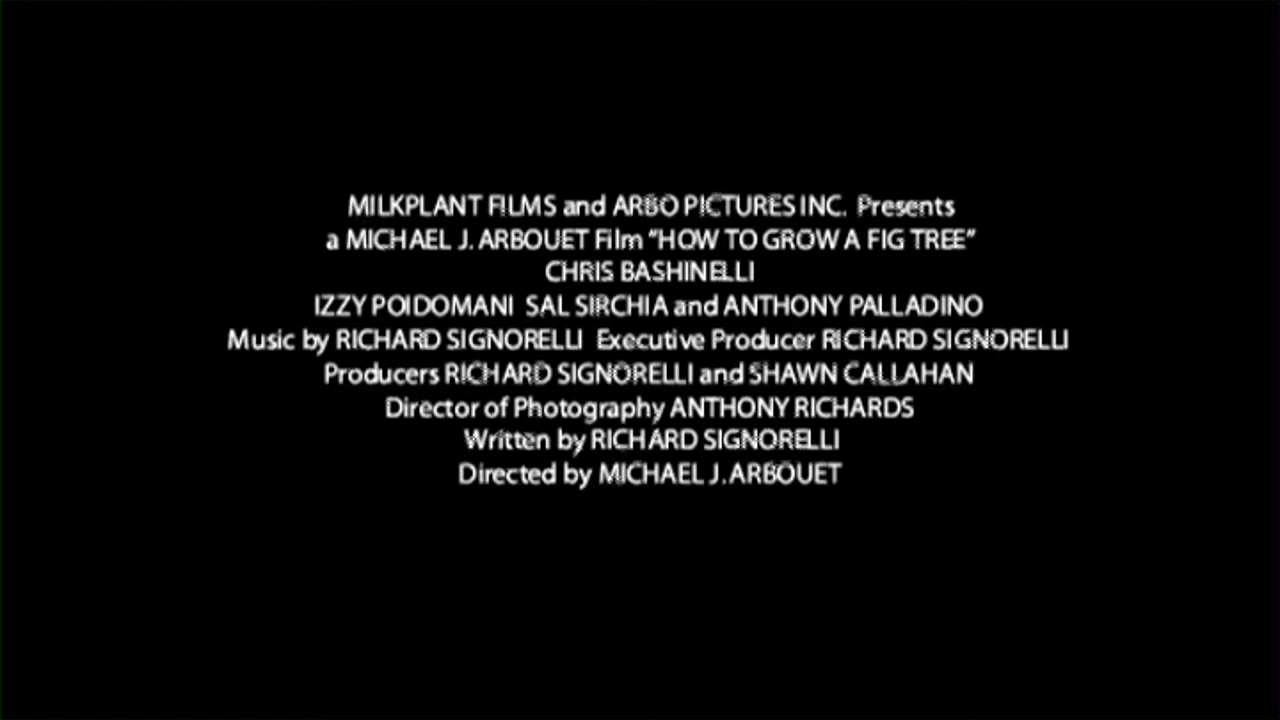 MILKPLANT FILMS and ARBO PICTURES INC. Presents
a MICHAEL J. ARBOUET Film "HOW TO GROW A FIG TREE"
CHRIS BASHINELLI
IZZY POIDOMANI SAL SIRCHIA and ANTHONY PALLADINO
Music by RICHARD SIGNORELLI Executive Producer RICHARD SIGNORELLI
Producers RICHARD SIGNORELLI and SHAWN CALLAHAN
Director of Photography ANTHONY RICHARDS
Written by RICHARD SIGNORELLI
Directed by MICHAEL J. ARBOUET